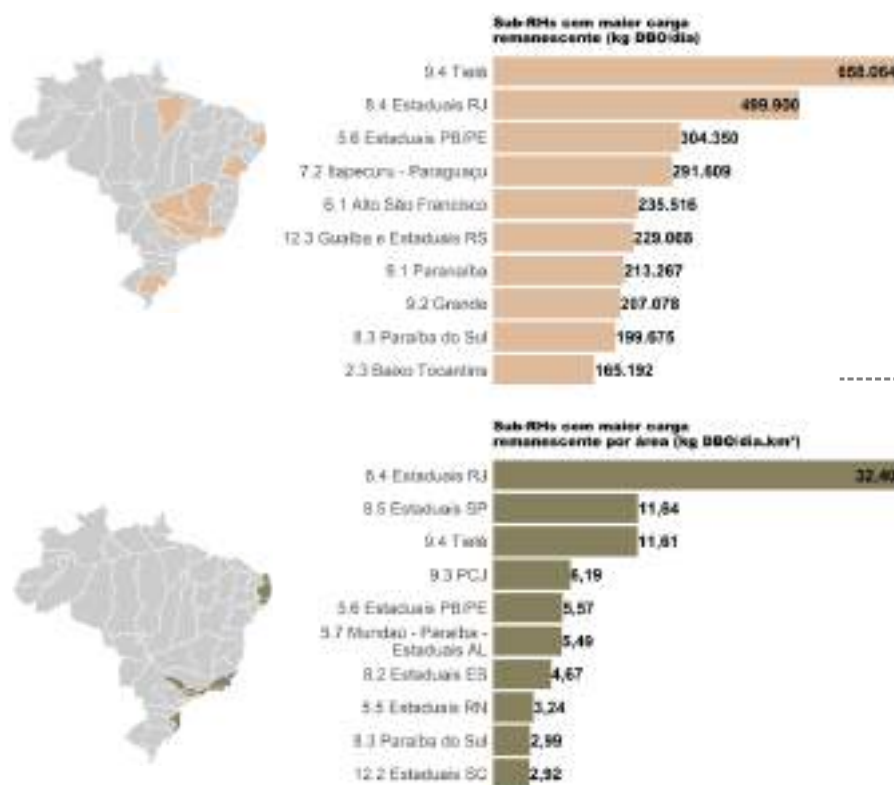 Sub-RHs com maior carga
remanescente (kg DBO/dia)
9.4 Tietê 658.064
8.4 Estaduais RJ 499.900
5.6 Estaduais PB/PE 304.350
7.2 Itapecuru - Paraguaçu 291.609
6.1 Alto São Francisco 235.516
12.3 Guaíba e Estaduais RS 229.068
9.1 Paranaíba 213.267
9.2 Grande 207.078
8.3 Paraíba do Sul 199.675
2.3 Baixo Tocantins 165.192
Sub-RHs com maior carga
remanescente por área (kg DBO/dia.km²)
8.4 Estaduais RJ
8.5 Estaduais SP 11,64
9.4 Tietê 11,61
9.3 PCJ 6,19
5.6 Estaduais PB/PE 5,57
5.7 Mundaú - Paraíba -
Estaduais AL 5,49
8.2 Estaduais ES 4,67
5.5 Estaduais RN 3,24
8.3 Paraíba do Sul 2,99
12.2 Estaduais SC 2,92